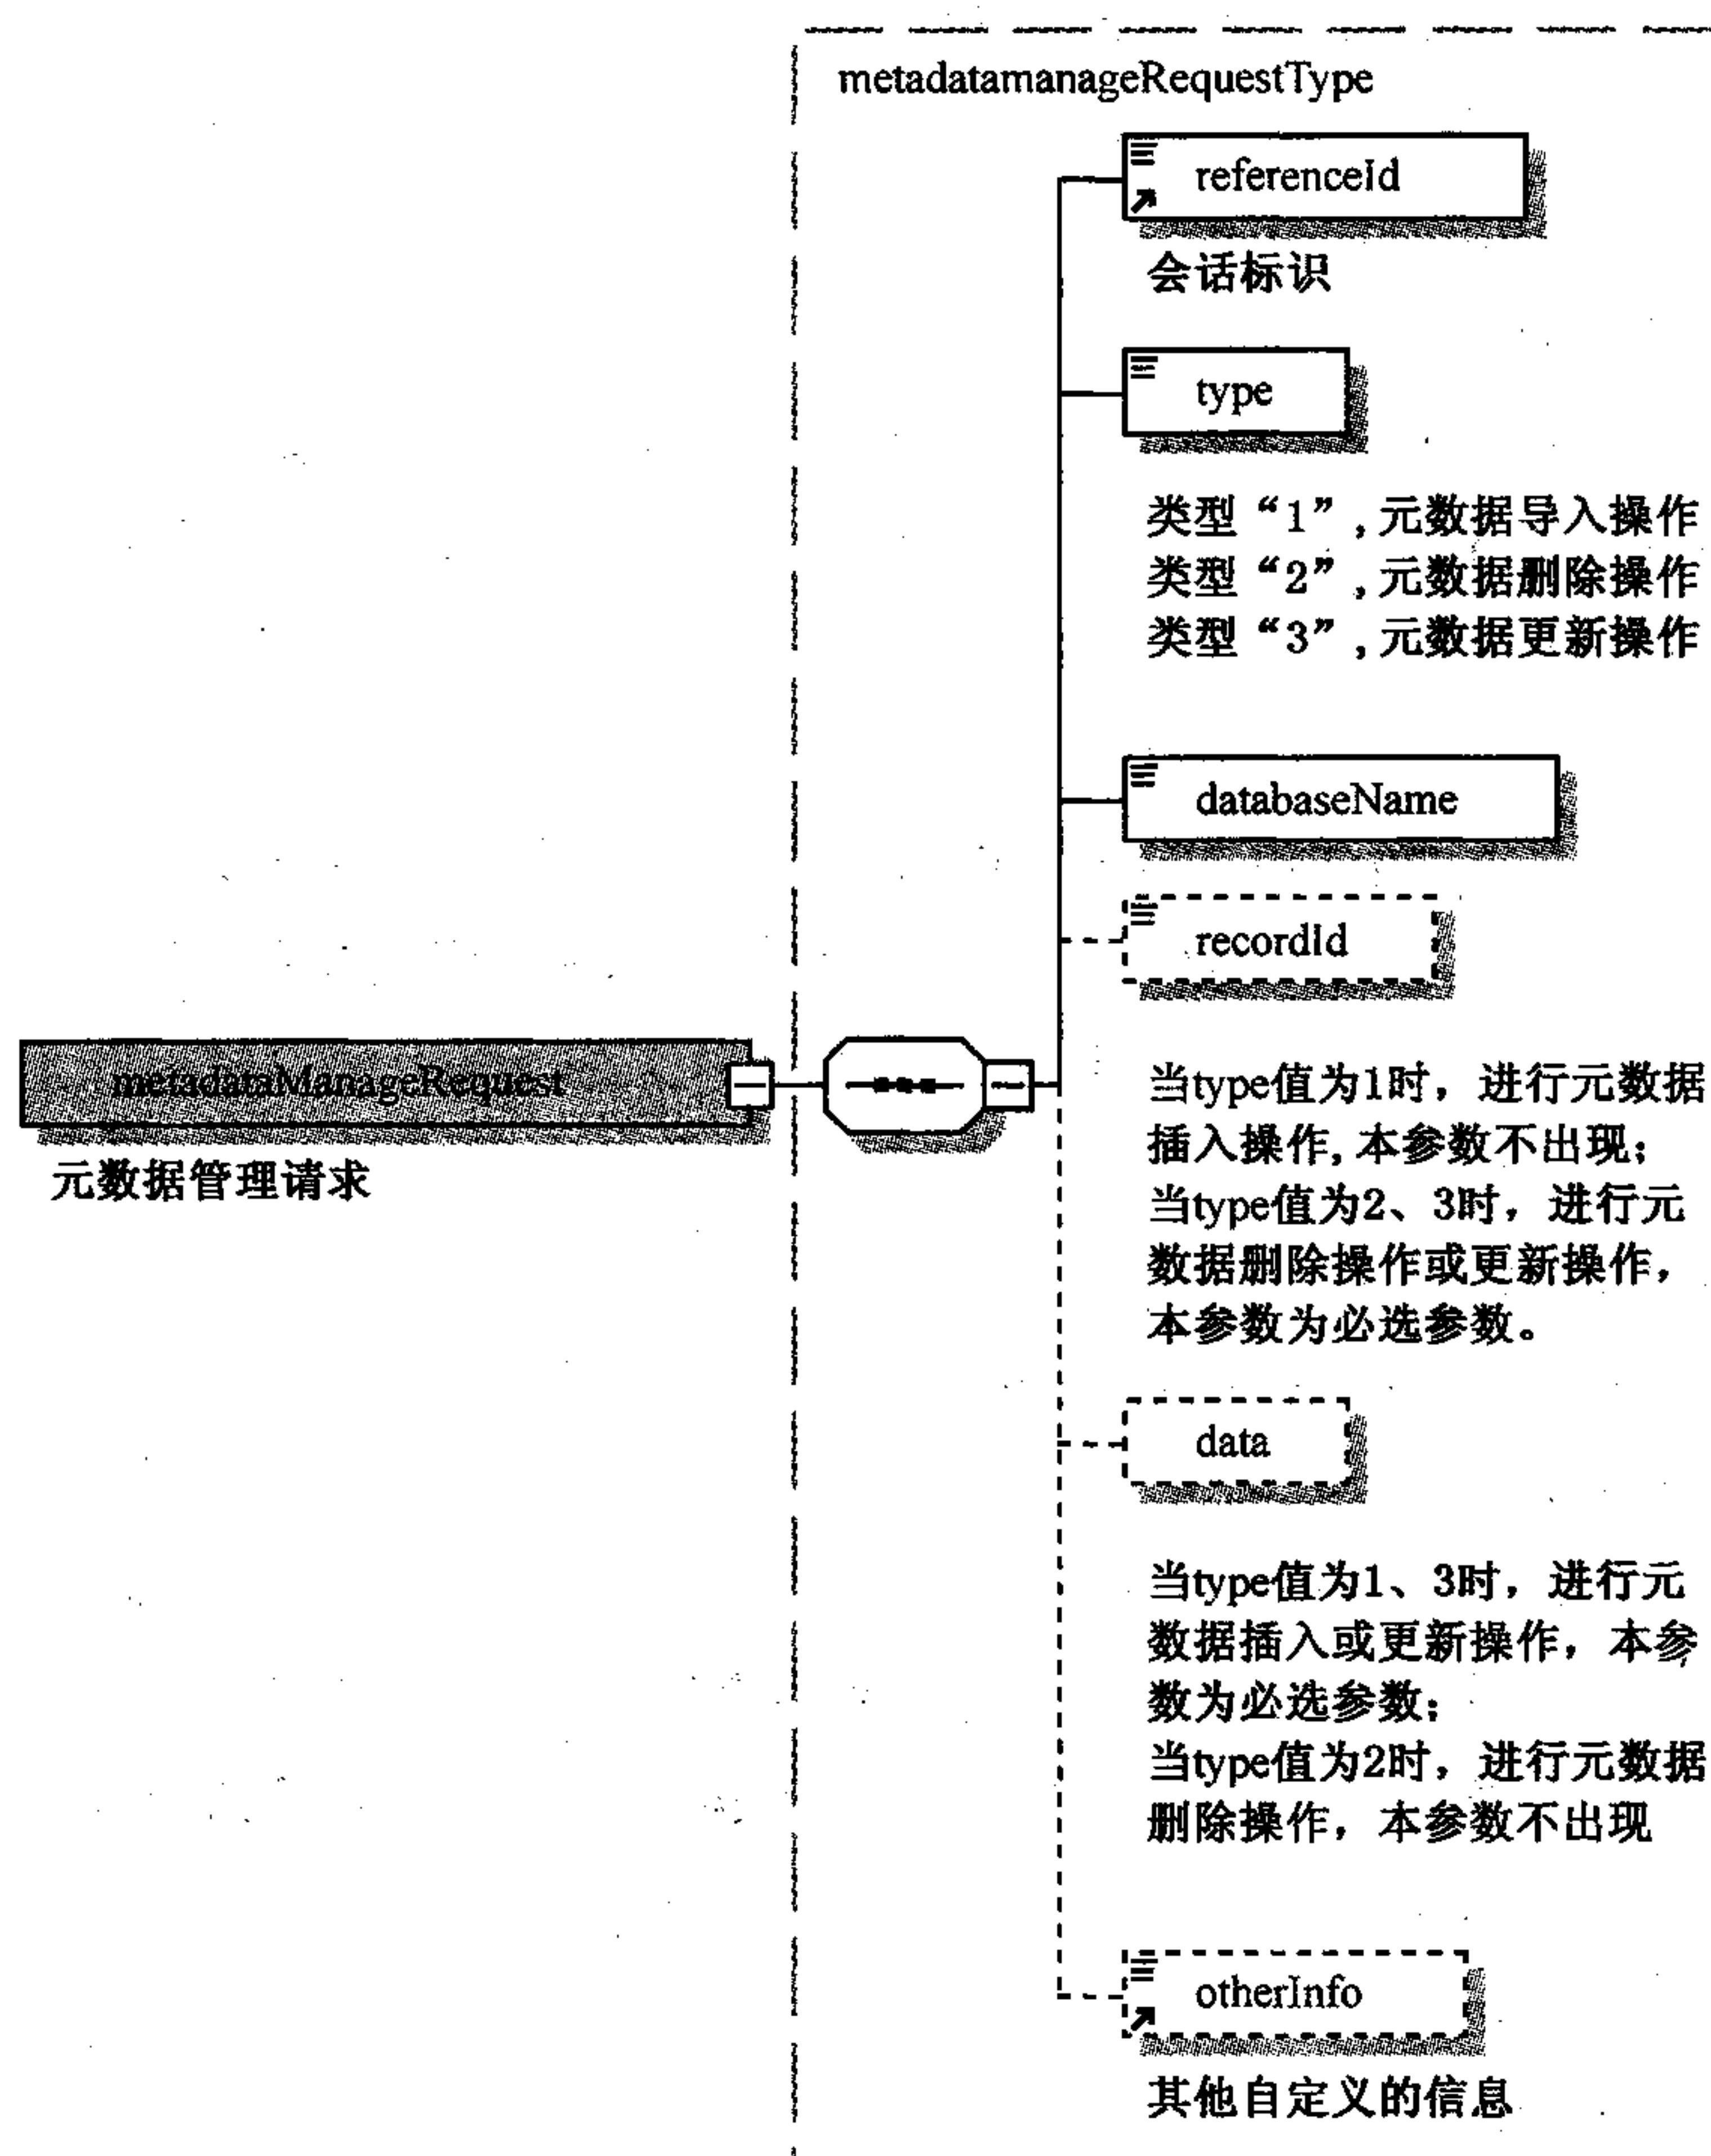 metadatamanageRequestType
referenceId
会话标识
type
类型“1”,元数据导入操作
类型“2”,元数据删除操作
类型“3”,元数据更新操作
databaseName
recordId
metadataManageRequest
元数据管理请求
当type值为1时，进行元数据
插入操作,本参数不出现；
当type值为2、3时，进行元
数据删除操作或更新操作，
本参数为必选参数。
data
当type值为1、3时，进行元
数据插入或更新操作，本参
数为必选参数；
当type值为2时，进行元数据
删除操作，本参数不出现
otherInfo
其他自定义的信息